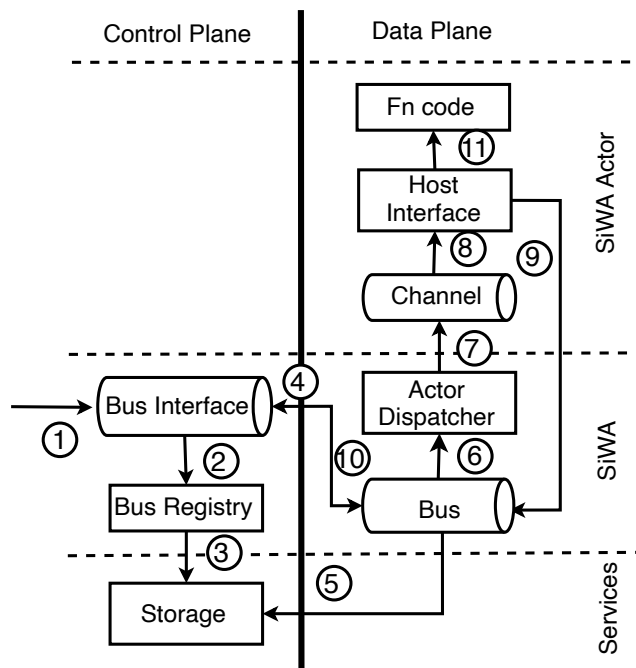 Control Plane
Data Plane
Fn code
11
Host
Interface
SiWA Actor
8
9
Channel
7
4
Bus Interface
Actor
Dispatcher
1
2
10
6
SiWA
Bus Registry
Bus
3
5
Storage
Services